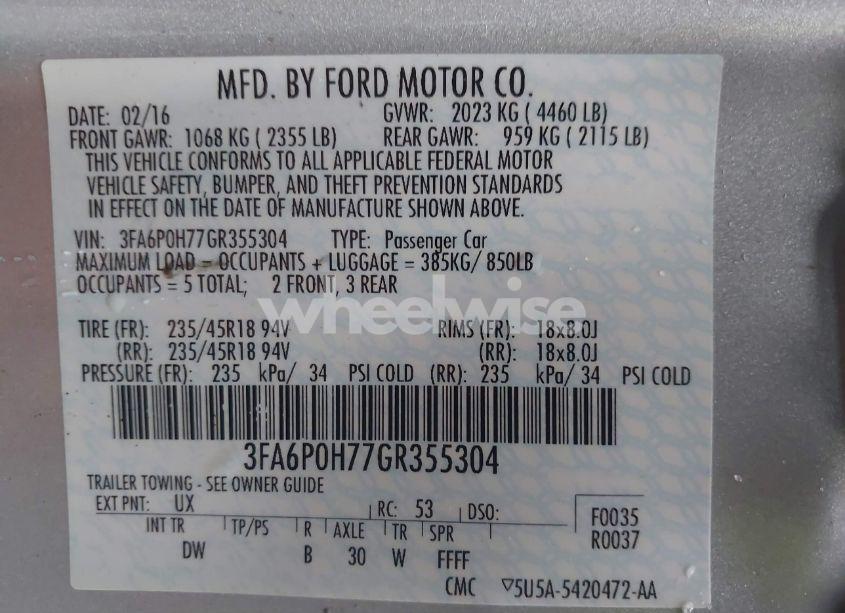 MFD. BY FORD MOTOR CO.
DATE: 02/16 GVWR: 2023 KG ( 4460 LB)
FRONT GAWR: 1068 KG ( 2355 LB) REAR GAWR: 959 KG ( 2115 LB)
THIS VEHICLE CONFORMS TO ALL APPLICABLE FEDERAL MOTOR
VEHICLE SAFETY, BUMPER, AND THEFT PREVENTION STANDARDS
IN EFFECT ON THE DATE OF MANUFACTURE SHOWN ABOVE.
VIN: 3FA6P0H77GR355304 TYPE: Passenger Car
MAXIMUM LOAD = OCCUPANTS + LUGGAGE = 385KG/ 850LB
OCCUPANTS = 5 TOTAL; 2 FRONT, 3 REAR
wheelwise
TIRE (FR): 235/45R18 94V RIMS (FR): 18x8.0J
(RR): 235/45R18 94V (RR): 18x8.0J
PRESSURE (FR): 235 kPa/ 34 PSI COLD (RR): 235 kPa/ 34 PSI COLD
3FA6P0H77GR355304
TRAILER TOWING - SEE OWNER GUIDE
EXT PNT: UX RC: 53 DSO:
INT TR TP/PS R AXLE TR SPR
DW B 30 W FFFF
F0035
R0037
CMC ▽5U5A-5420472-AA